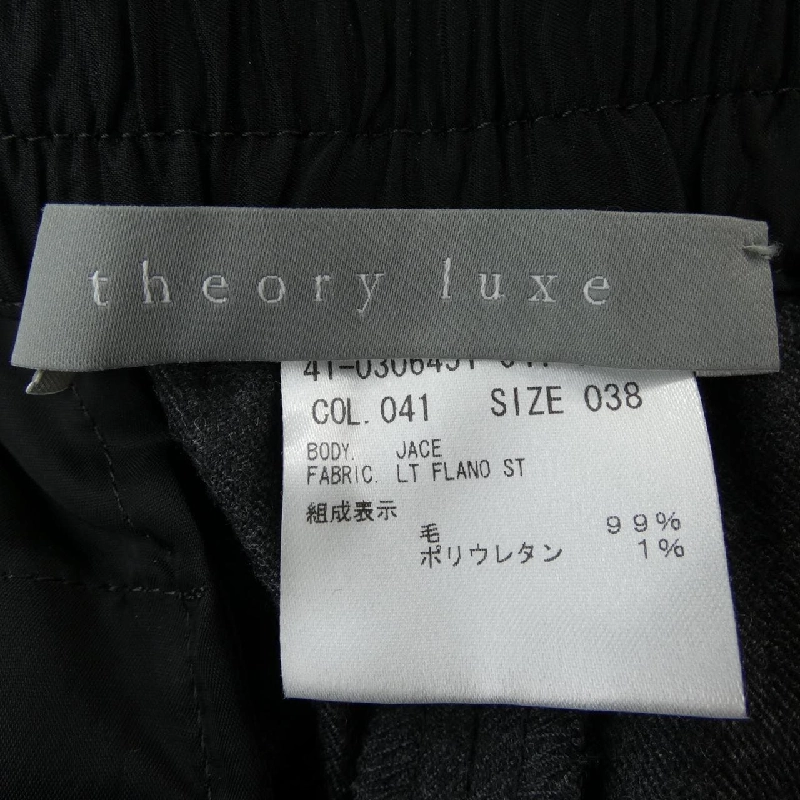 theory luxe
COL. 041 SIZE 038
BODY. JACE
FABRIC. LT FLANO ST
組成表示
毛 99%
ポリウレタン 1%